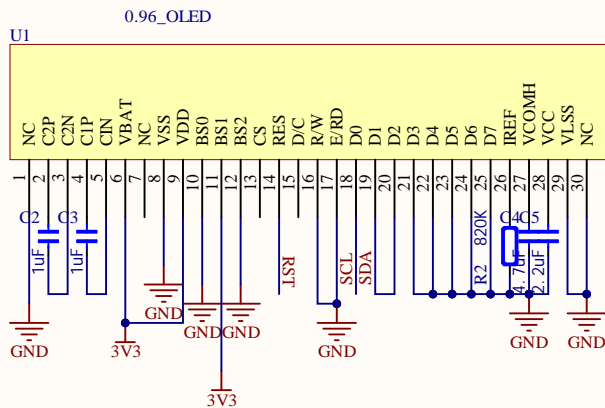 0.96_OLED
U1
NC
C2P
C2N
C1P
CIN
VBAT
NC
VSS
VDD
BS0
BS1
BS2
CS
RES
D/C
R/W
E/RD
D0
D1
D2
D3
D4
D5
D6
D7
IREF
VCOMH
VCC
VLSS
NC
1
2
3
4
5
6
7
8
9
10
11
12
13
14
15
16
17
18
19
20
21
22
23
24
25
26
27
28
29
30
C2
1uF
C3
1uF
RST
SCL
SDA
R2
820K
C4
4.7uF
C5
2.2uF
GND
3V3
GND
GND
3V3
GND
GND
GND
GND